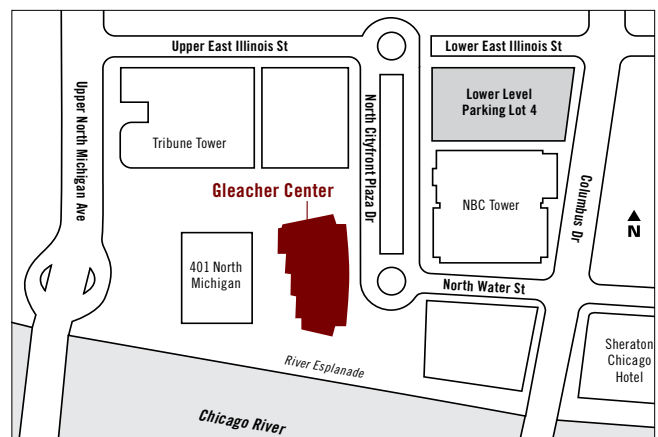 Upper East Illinois St
Lower East Illinois St
Upper North Michigan Ave
Tribune Tower
North Cityfront Plaza Dr
Lower Level
Parking Lot 4
Gleacher Center
NBC Tower
Columbus Dr
N
401 North
Michigan
North Water St
River Esplanade
Sheraton
Chicago
Hotel
Chicago River